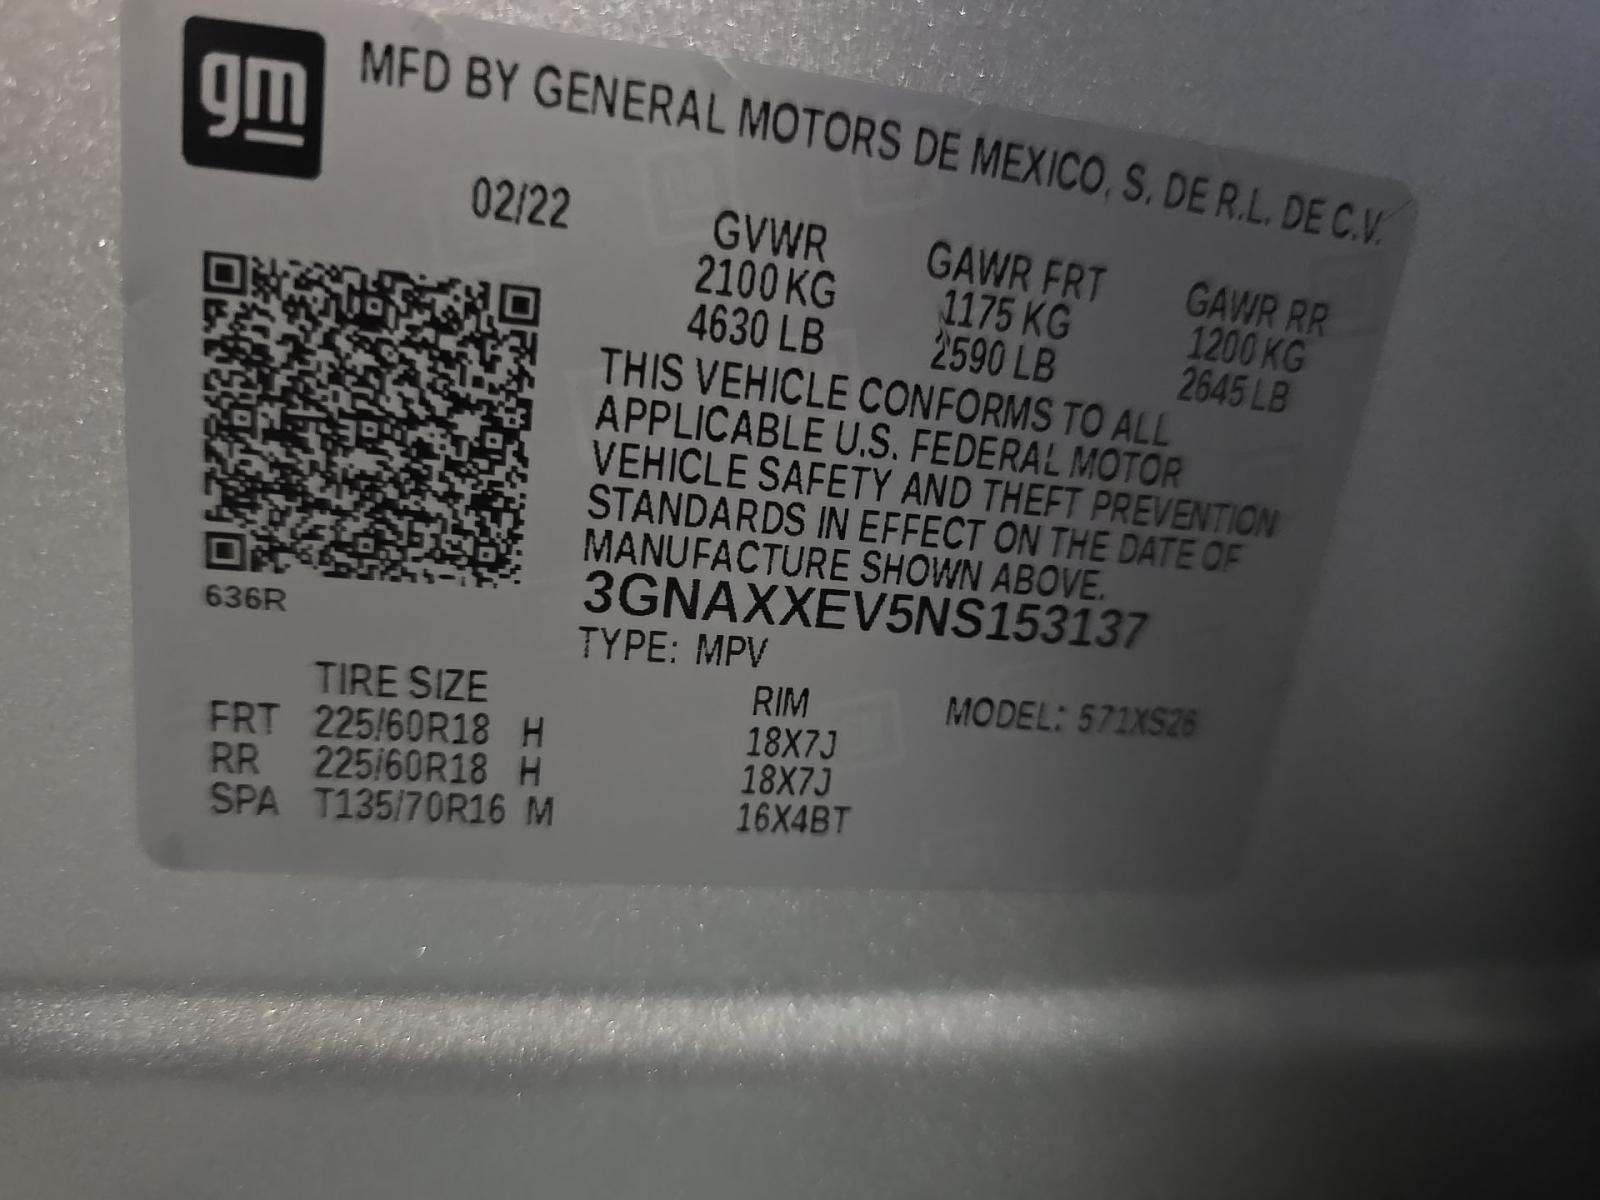 gm
MFD BY GENERAL MOTORS DE MEXICO, S. DE R.L. DE C.V.
02/22
GVWR GAWR FRT GAWR RR
2100 KG 1175 KG 1200 KG
4630 LB 2590 LB 2645 LB
THIS VEHICLE CONFORMS TO ALL
APPLICABLE U.S. FEDERAL MOTOR
VEHICLE SAFETY AND THEFT PREVENTION
STANDARDS IN EFFECT ON THE DATE OF
MANUFACTURE SHOWN ABOVE.
636R
3GNAXXEV5NS153137
TYPE: MPV
TIRE SIZE RIM MODEL: 571XS26
FRT 225/60R18 H 18X7J
RR 225/60R18 H 18X7J
SPA T135/70R16 M 16X4BT